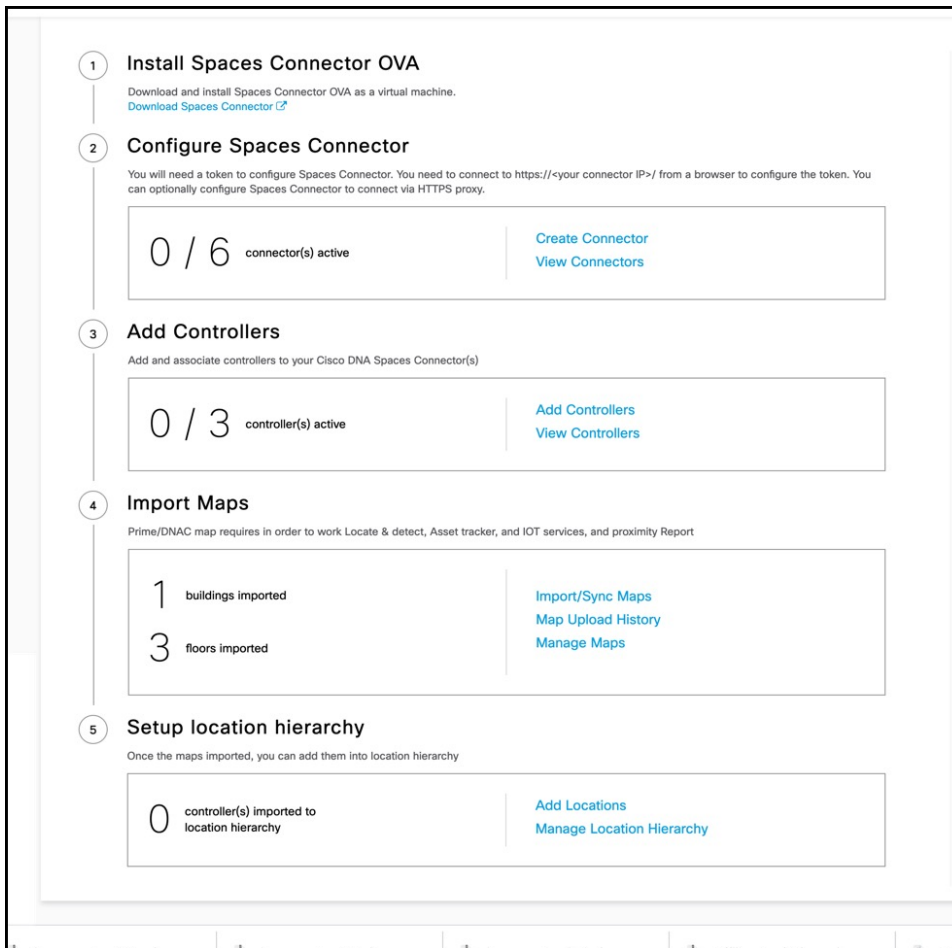 1
Install Spaces Connector OVA
Download and install Spaces Connector OVA as a virtual machine.
Download Spaces Connector
2
Configure Spaces Connector
You will need a token to configure Spaces Connector. You need to connect to https://<your connector IP>/ from a browser to configure the token. You
can optionally configure Spaces Connector to connect via HTTPS proxy.
0 / 6 connector(s) active
Create Connector
View Connectors
3
Add Controllers
Add and associate controllers to your Cisco DNA Spaces Connector(s)
0 / 3 controller(s) active
Add Controllers
View Controllers
4
Import Maps
Prime/DNAC map requires in order to work Locate & detect, Asset tracker, and IOT services, and proximity Report
1 buildings imported
3 floors imported
Import/Sync Maps
Map Upload History
Manage Maps
5
Setup location hierarchy
Once the maps imported, you can add them into location hierarchy
0 controller(s) imported to
location hierarchy
Add Locations
Manage Location Hierarchy